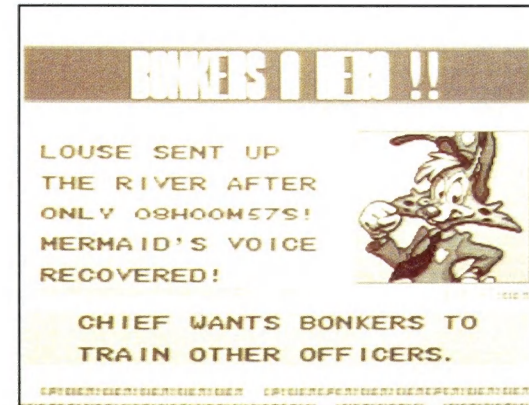 BONKERS A HERO !!
LOUSE SENT UP
THE RIVER AFTER
ONLY 08H00M57S!
MERMAID'S VOICE
RECOVERED!
CHIEF WANTS BONKERS TO
TRAIN OTHER OFFICERS.